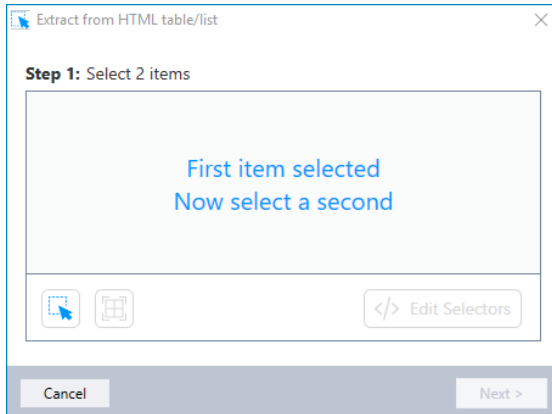 Extract from HTML table/list
Step 1: Select 2 items
First item selected
Now select a second
</> Edit Selectors
Cancel
Next >